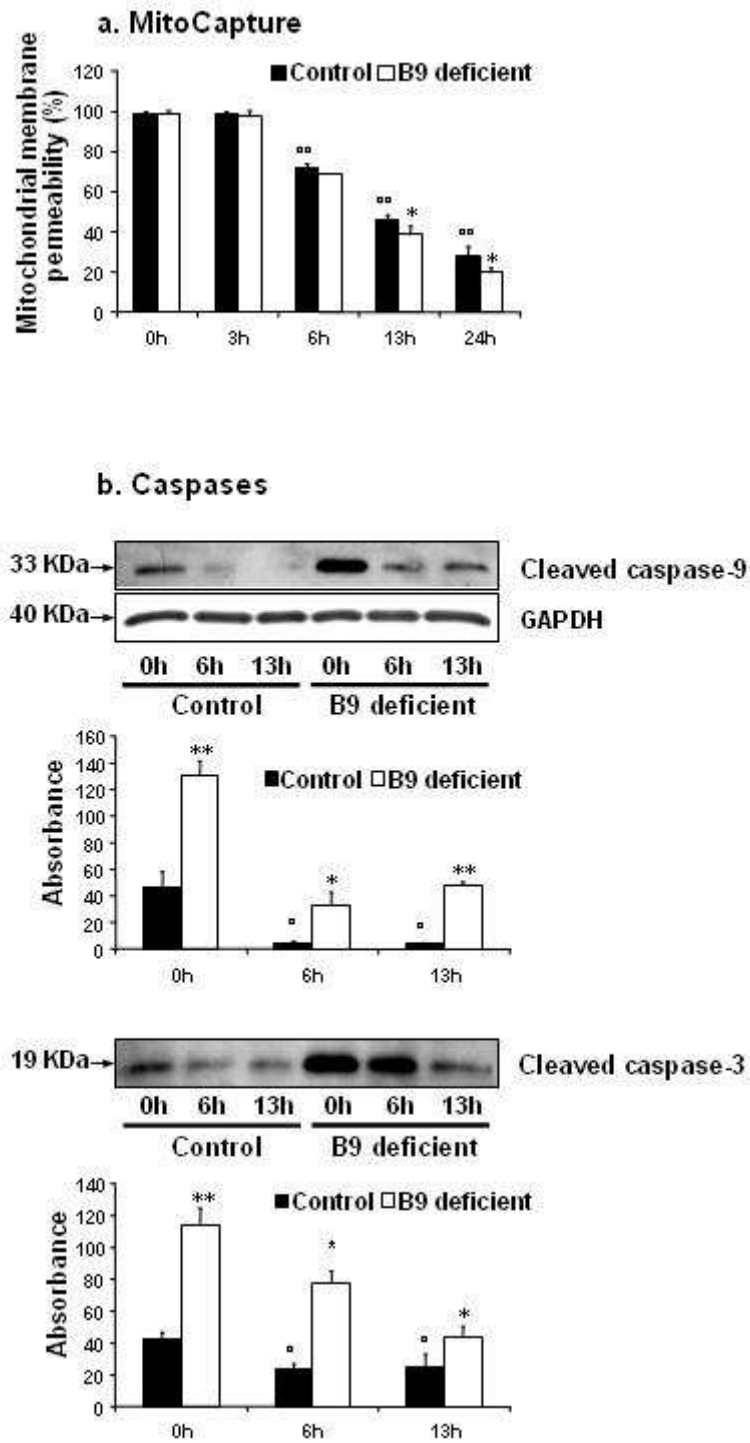 a. MitoCapture
■Control □B9 deficient
Mitochondrial membrane
permeability (%)
120
100
80
60
40
20
0
¤¤
¤¤ *
¤¤ *
0h 3h 6h 13h 24h
b. Caspases
33 KDa→ Cleaved caspase-9
40 KDa→ GAPDH
0h 6h 13h 0h 6h 13h
Control B9 deficient
■Control □B9 deficient
Absorbance
160
140
120
100
80
60
40
20
0
**
¤ *
¤ **
0h 6h 13h
19 KDa→ Cleaved caspase-3
0h 6h 13h 0h 6h 13h
Control B9 deficient
■Control □B9 deficient
Absorbance
140
120
100
80
60
40
20
0
**
¤ *
¤ *
0h 6h 13h